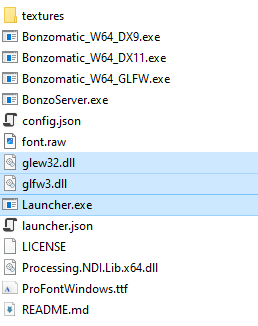 textures
Bonzomatic_W64_DX9.exe
Bonzomatic_W64_DX11.exe
Bonzomatic_W64_GLFW.exe
BonzoServer.exe
config.json
font.raw
glew32.dll
glfw3.dll
Launcher.exe
launcher.json
LICENSE
Processing.NDI.Lib.x64.dll
ProFontWindows.ttf
README.md